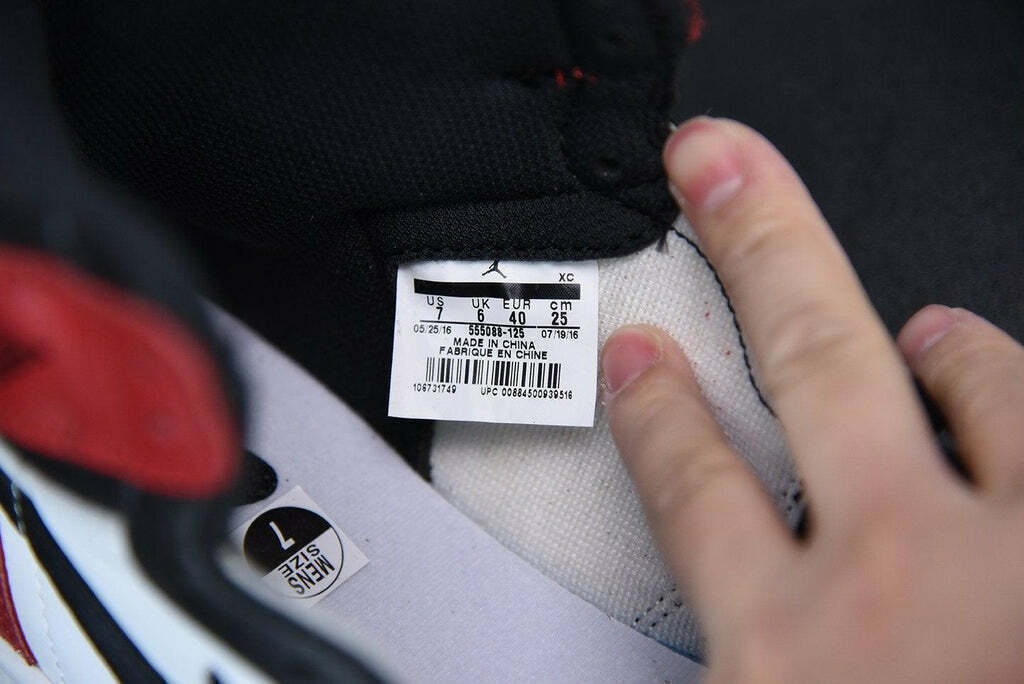 XC
US UK EUR cm
7 6 40 25
05/25/16 555088-125 07/19/16
MADE IN CHINA
FABRIQUE EN CHINE
106731749 UPC 00884500939516
7
MENS
SIZE